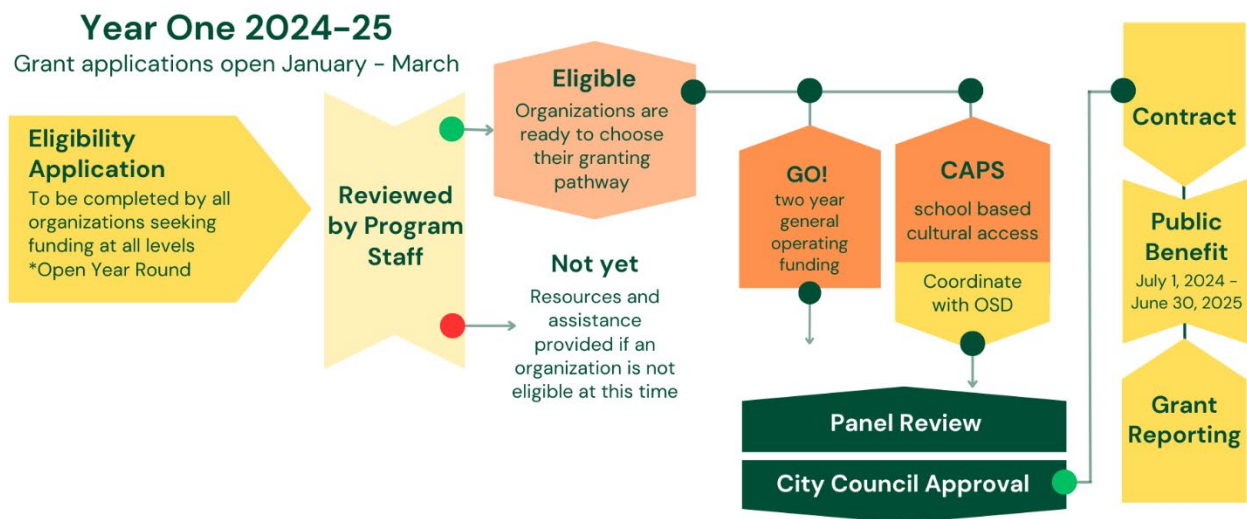 Year One 2024-25
Grant applications open January - March
Eligibility
Application
To be completed by all
organizations seeking
funding at all levels
*Open Year Round
Reviewed
by Program
Staff
Eligible
Organizations are
ready to choose
their granting
pathway
Not yet
Resources and
assistance
provided if an
organization is not
eligible at this time
GO!
two year
general
operating
funding
CAPS
school based
cultural access
Coordinate
with OSD
Panel Review
City Council Approval
Contract
Public
Benefit
July 1, 2024 -
June 30, 2025
Grant
Reporting